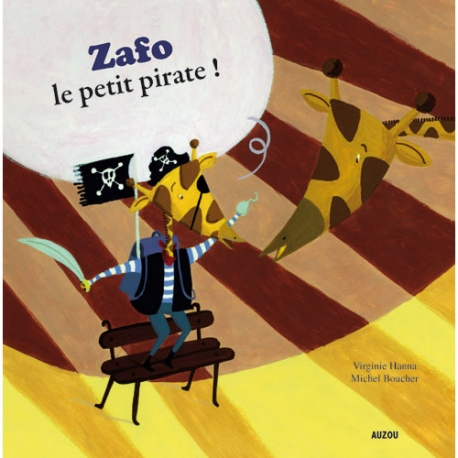 Zafo
le petit pirate !
Virginie Hanna
Michel Boucher
AUZOU